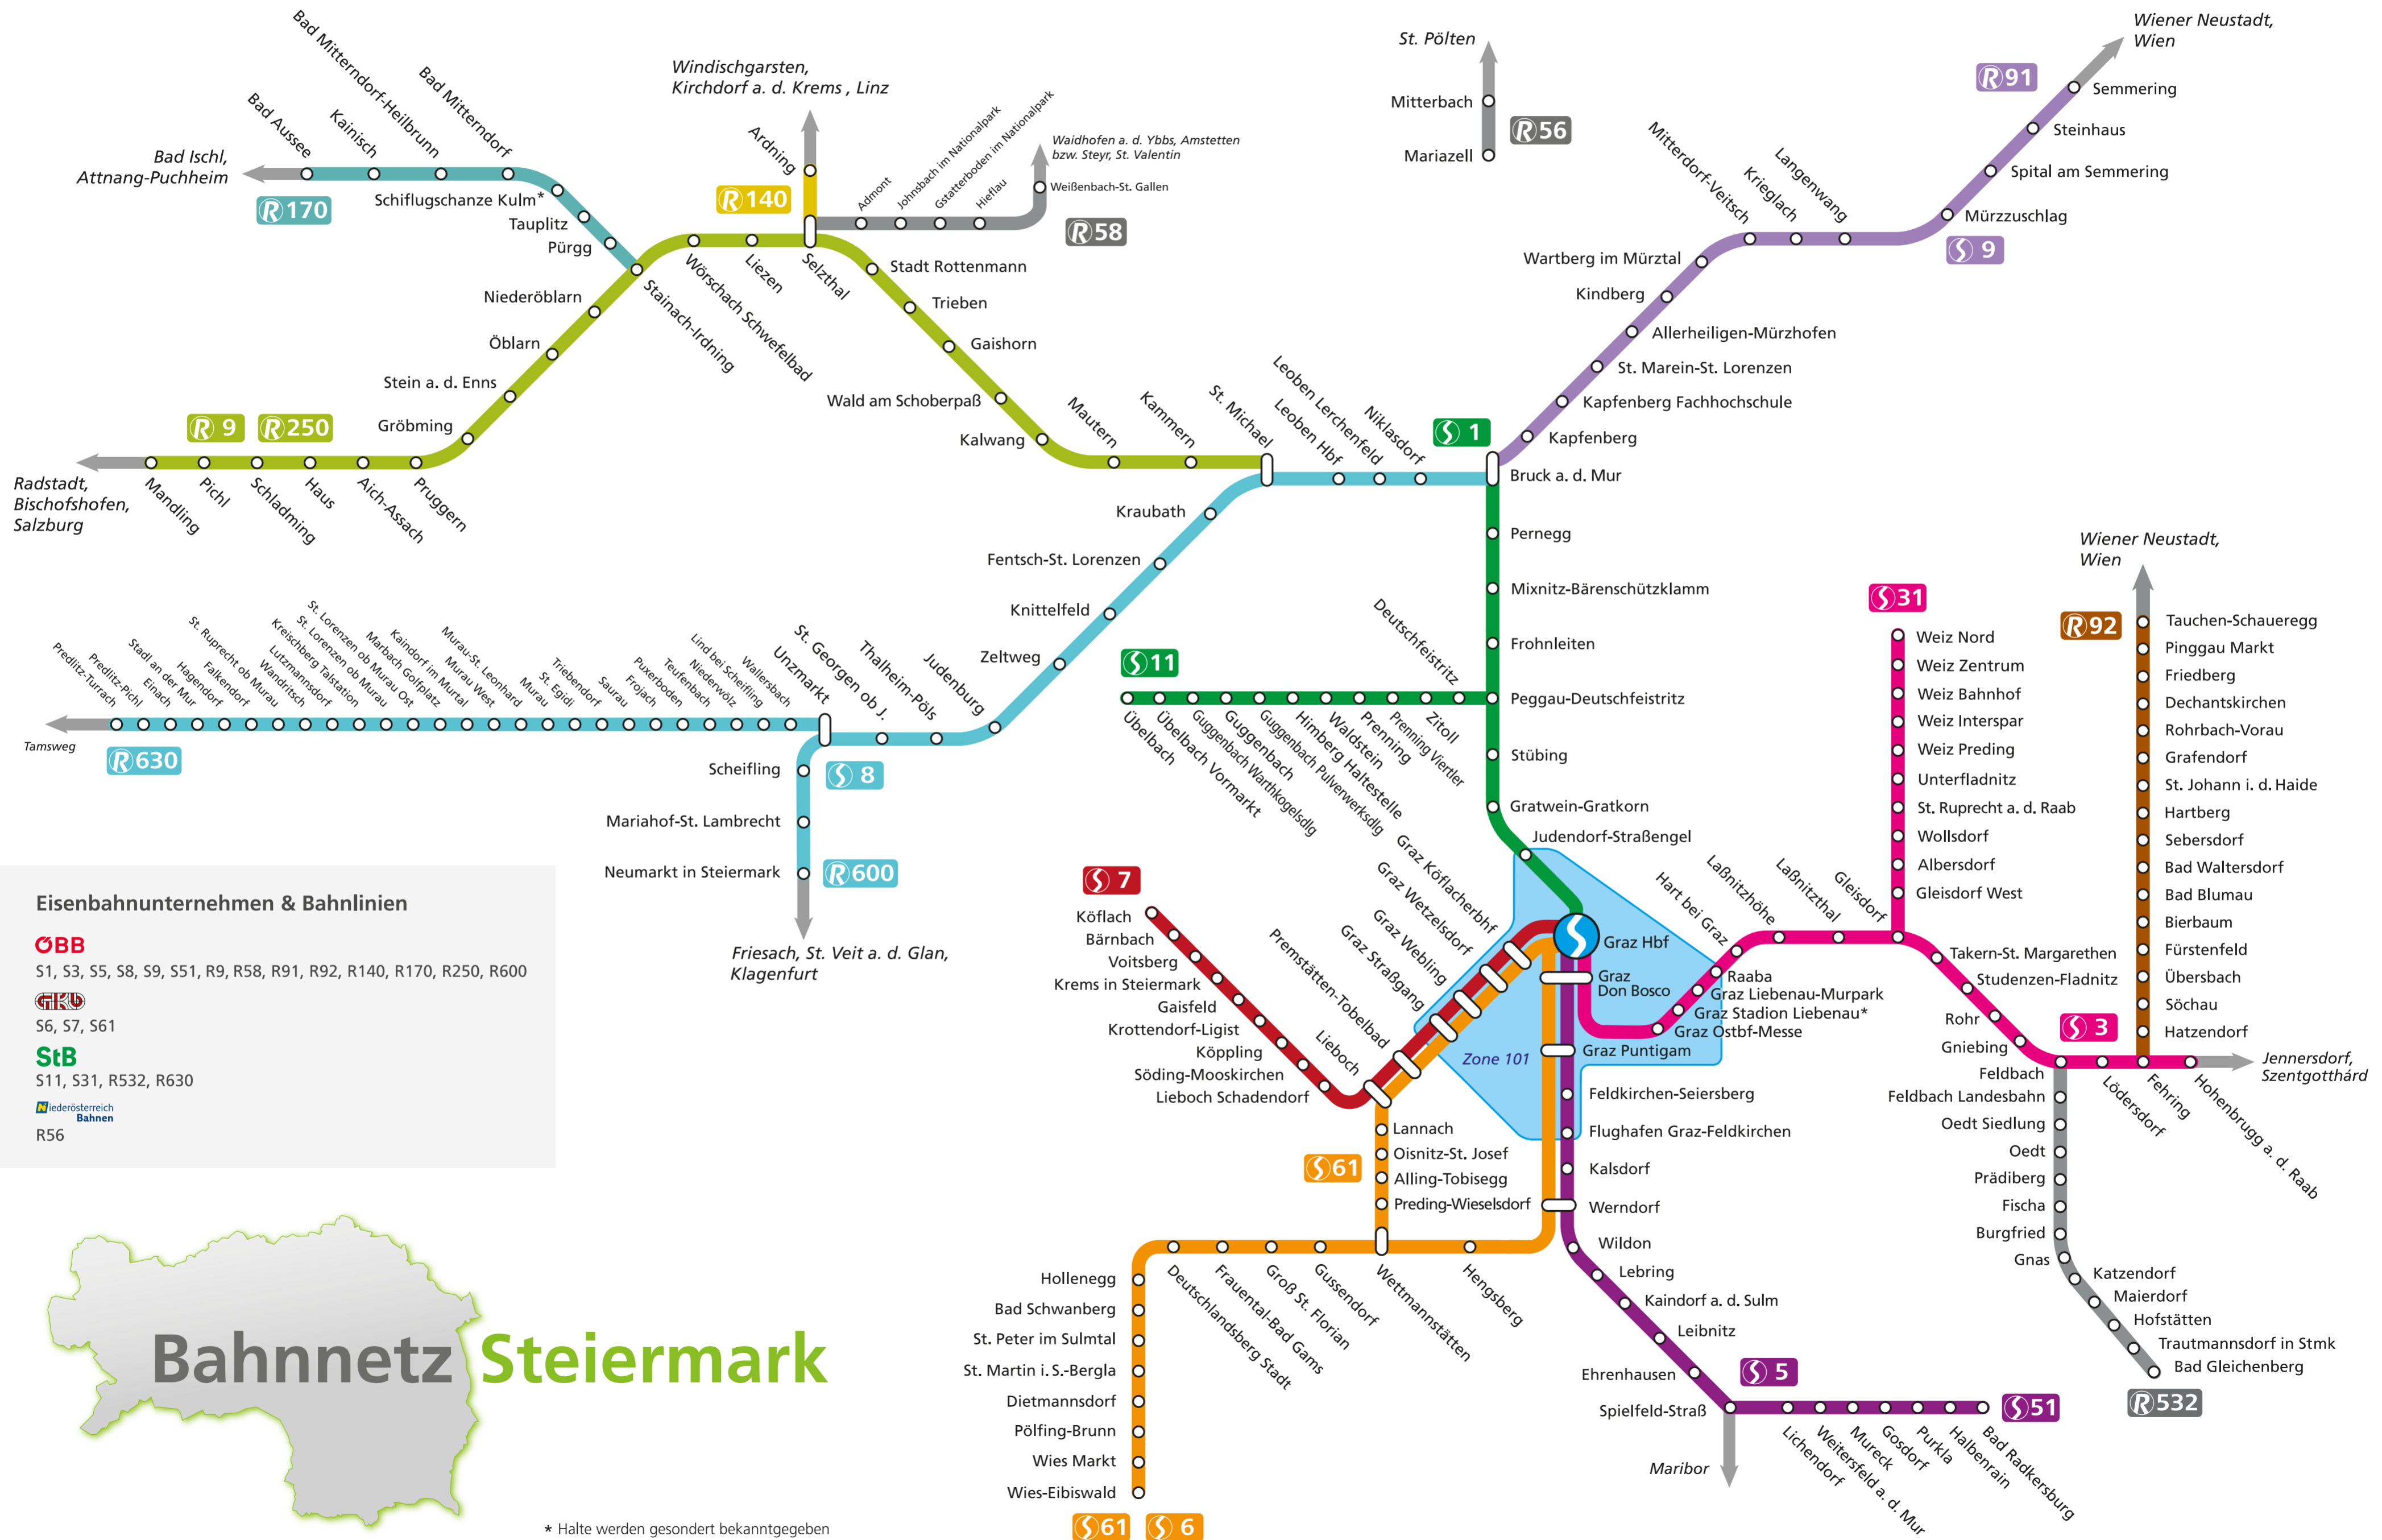 Bad Ischl,
Attnang-Puchheim
Bad Aussee
Kainisch
Bad Mitterndorf-Heilbrunn
Bad Mitterndorf
R170
Schiflugschanze Kulm*
Tauplitz
Pürgg
Stainach-Irdning
Niederöblarn
Öblarn
Stein a. d. Enns
Gröbming
R 9
R250
Radstadt,
Bischofshofen,
Salzburg
Mandling
Pichl
Schladming
Haus
Aich-Assach
Pruggern
Windischgarsten,
Kirchdorf a. d. Krems , Linz
Ardning
R140
Admont
Johnsbach im Nationalpark
Gstatterboden im Nationalpark
Hieflau
Waidhofen a. d. Ybbs, Amstetten
bzw. Steyr, St. Valentin
Weißenbach-St. Gallen
R58
Wörschach Schwefelbad
Liezen
Selzthal
Stadt Rottenmann
Trieben
Gaishorn
Wald am Schoberpaß
Kalwang
Mautern
Kammern
St. Michael
Leoben Hbf
Leoben Lerchenfeld
Niklasdorf
St. Pölten
Mitterbach
Mariazell
R56
Wiener Neustadt,
Wien
R91
Semmering
Steinhaus
Spital am Semmering
Mürzzuschlag
S 9
Langenwang
Krieglach
Mitterdorf-Veitsch
Wartberg im Mürztal
Kindberg
Allerheiligen-Mürzhofen
St. Marein-St. Lorenzen
Kapfenberg Fachhochschule
Kapfenberg
S 1
Bruck a. d. Mur
Pernegg
Mixnitz-Bärenschützklamm
Frohnleiten
Peggau-Deutschfeistritz
Stübing
Gratwein-Gratkorn
Judendorf-Straßengel
Kraubath
Fentsch-St. Lorenzen
Knittelfeld
Zeltweg
Judenburg
Thalheim-Pöls
St. Georgen ob J.
Unzmarkt
Scheifling
S 8
Mariahof-St. Lambrecht
Neumarkt in Steiermark
R600
Friesach, St. Veit a. d. Glan,
Klagenfurt
Tamsweg
R630
Predlitz-Turrach
Predlitz-Pichl
Einach
Stadl an der Mur
Hagendorf
Falkendorf
St. Ruprecht ob Murau
Wandritsch
Lutzmannsdorf
Kreischberg Talstation
St. Lorenzen ob Murau
St. Lorenzen ob Murau Ost
Marbach Golfplatz
Kaindorf im Murtal
Murau West
Murau-St. Leonhard
Murau
St. Egidi
Triebendorf
Saurau
Frojach
Puxerboden
Teufenbach
Niederwölz
Lind bei Scheifling
Wallersbach
S11
Übelbach
Übelbach Vormarkt
Guggenbach Warthkogelsdlg
Guggenbach
Guggenbach Pulverwerksdlg
Himberg Haltestelle
Waldstein
Prenning
Prenning Viertler
Zitoll
Deutschfeistritz
S31
Weiz Nord
Weiz Zentrum
Weiz Bahnhof
Weiz Interspar
Weiz Preding
Unterfladnitz
St. Ruprecht a. d. Raab
Wollsdorf
Albersdorf
Gleisdorf West
Wiener Neustadt,
Wien
R92
Tauchen-Schaueregg
Pinggau Markt
Friedberg
Dechantskirchen
Rohrbach-Vorau
Grafendorf
St. Johann i. d. Haide
Hartberg
Sebersdorf
Bad Waltersdorf
Bad Blumau
Bierbaum
Fürstenfeld
Übersbach
Söchau
Hatzendorf
Graz Hbf
Graz
Don Bosco
Graz Puntigam
Zone 101
Graz Ostbf-Messe
Graz Stadion Liebenau*
Graz Liebenau-Murpark
Raaba
Hart bei Graz
Laßnitzhöhe
Laßnitzthal
Gleisdorf
Takern-St. Margarethen
Studenzen-Fladnitz
Rohr
Gniebing
Feldbach
S 3
Lödersdorf
Fehring
Hohenbrugg a. d. Raab
Jennersdorf,
Szentgotthárd
Feldbach Landesbahn
Oedt Siedlung
Oedt
Prädiberg
Fischa
Burgfried
Gnas
Katzendorf
Maierdorf
Hofstätten
Trautmannsdorf in Stmk
Bad Gleichenberg
R532
S 7
Köflach
Bärnbach
Voitsberg
Krems in Steiermark
Gaisfeld
Krottendorf-Ligist
Köppling
Söding-Mooskirchen
Lieboch Schadendorf
Lieboch
Premstätten-Tobelbad
Graz Straßgang
Graz Webling
Graz Wetzelsdorf
Graz Köflacherbhf
Lannach
Oisnitz-St. Josef
Alling-Tobisegg
Preding-Wieselsdorf
S61
Wettmannstätten
Hengsberg
Gussendorf
Groß St. Florian
Frauental-Bad Gams
Deutschlandsberg Stadt
Hollenegg
Bad Schwanberg
St. Peter im Sulmtal
St. Martin i. S.-Bergla
Dietmannsdorf
Pölfing-Brunn
Wies Markt
Wies-Eibiswald
S61
S 6
Feldkirchen-Seiersberg
Flughafen Graz-Feldkirchen
Kalsdorf
Werndorf
Wildon
Lebring
Kaindorf a. d. Sulm
Leibnitz
Ehrenhausen
Spielfeld-Straß
S 5
Maribor
S51
Lichendorf
Weitersfeld a. d. Mur
Mureck
Gosdorf
Purkla
Halbenrain
Bad Radkersburg
Eisenbahnunternehmen & Bahnlinien
ÖBB
S1, S3, S5, S8, S9, S51, R9, R58, R91, R92, R140, R170, R250, R600
GKB
S6, S7, S61
StB
S11, S31, R532, R630
Niederösterreich
Bahnen
R56
Bahnnetz Steiermark
* Halte werden gesondert bekanntgegeben